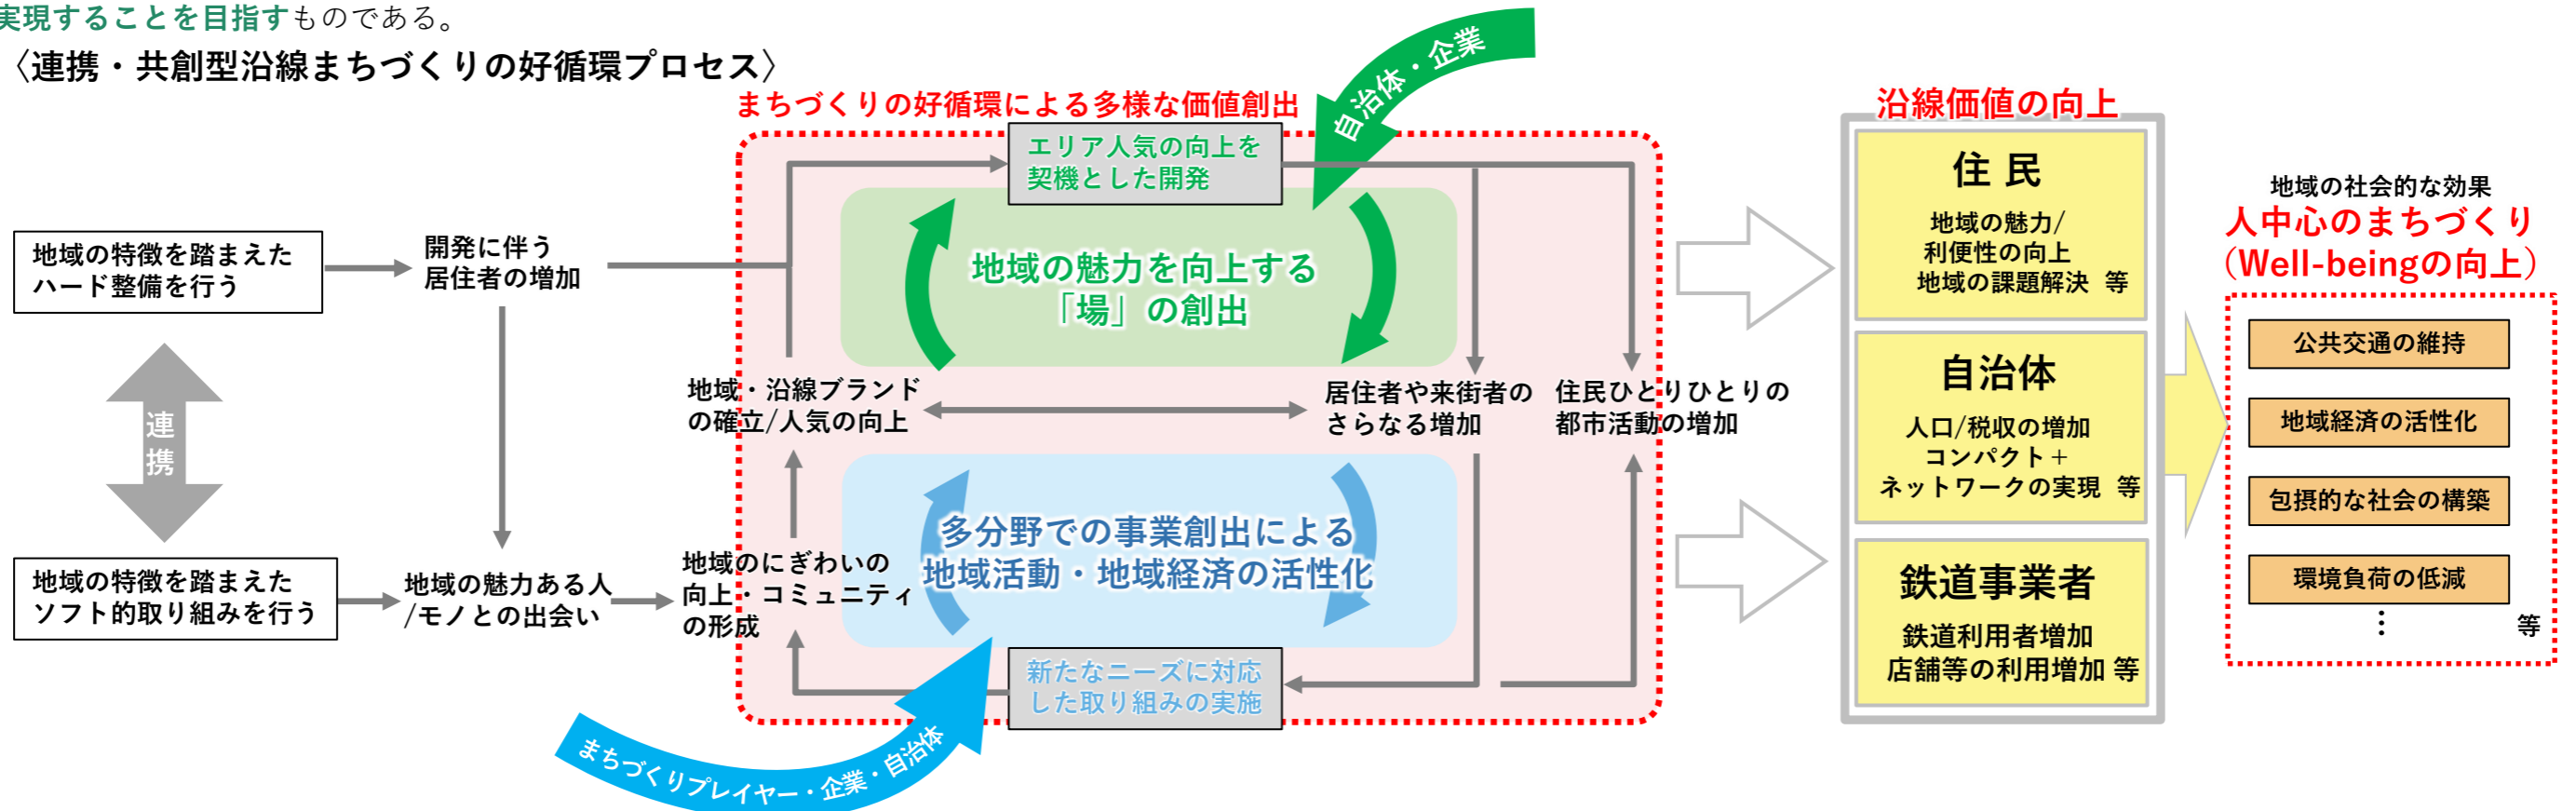 実現することを目指すものである。
〈連携・共創型沿線まちづくりの好循環プロセス〉
まちづくりの好循環による多様な価値創出
自治体・企業
エリア人気の向上を
契機とした開発
地域の特徴を踏まえた
ハード整備を行う
開発に伴う
居住者の増加
地域の魅力を向上する
「場」の創出
連
携
地域・沿線ブランド
の確立/人気の向上
居住者や来街者の
さらなる増加
住民ひとりひとりの
都市活動の増加
地域の特徴を踏まえた
ソフト的取り組みを行う
地域の魅力ある人
/モノとの出会い
地域のにぎわいの
向上・コミュニティ
の形成
多分野での事業創出による
地域活動・地域経済の活性化
新たなニーズに対応
した取り組みの実施
まちづくりプレイヤー・企業・自治体
沿線価値の向上
住 民
地域の魅力/
利便性の向上
地域の課題解決 等
自治体
人口/税収の増加
コンパクト+
ネットワークの実現 等
鉄道事業者
鉄道利用者増加
店舗等の利用増加 等
地域の社会的な効果
人中心のまちづくり
(Well-beingの向上)
公共交通の維持
地域経済の活性化
包摂的な社会の構築
環境負荷の低減
⋮
等